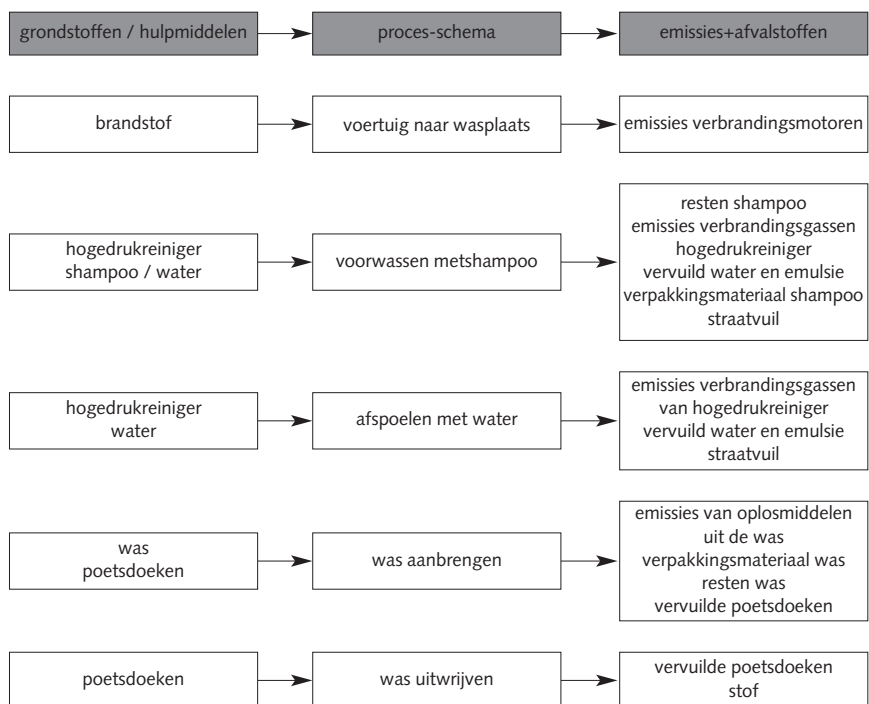 grondstoffen / hulpmiddelen
proces-schema
emissies+afvalstoffen
brandstof
voertuig naar wasplaats
emissies verbrandingsmotoren
hogedrukreiniger
shampoo / water
voorwassen metshampoo
resten shampoo
emissies verbrandingsgassen
hogedrukreiniger
vervuild water en emulsie
verpakkingsmateriaal shampoo
straatvuil
hogedrukreiniger
water
afspoelen met water
emissies verbrandingsgassen
van hogedrukreiniger
vervuild water en emulsie
straatvuil
was
poetsdoeken
was aanbrengen
emissies van oplosmiddelen
uit de was
verpakkingsmateriaal was
resten was
vervuilde poetsdoeken
poetsdoeken
was uitwrijven
vervuilde poetsdoeken
stof